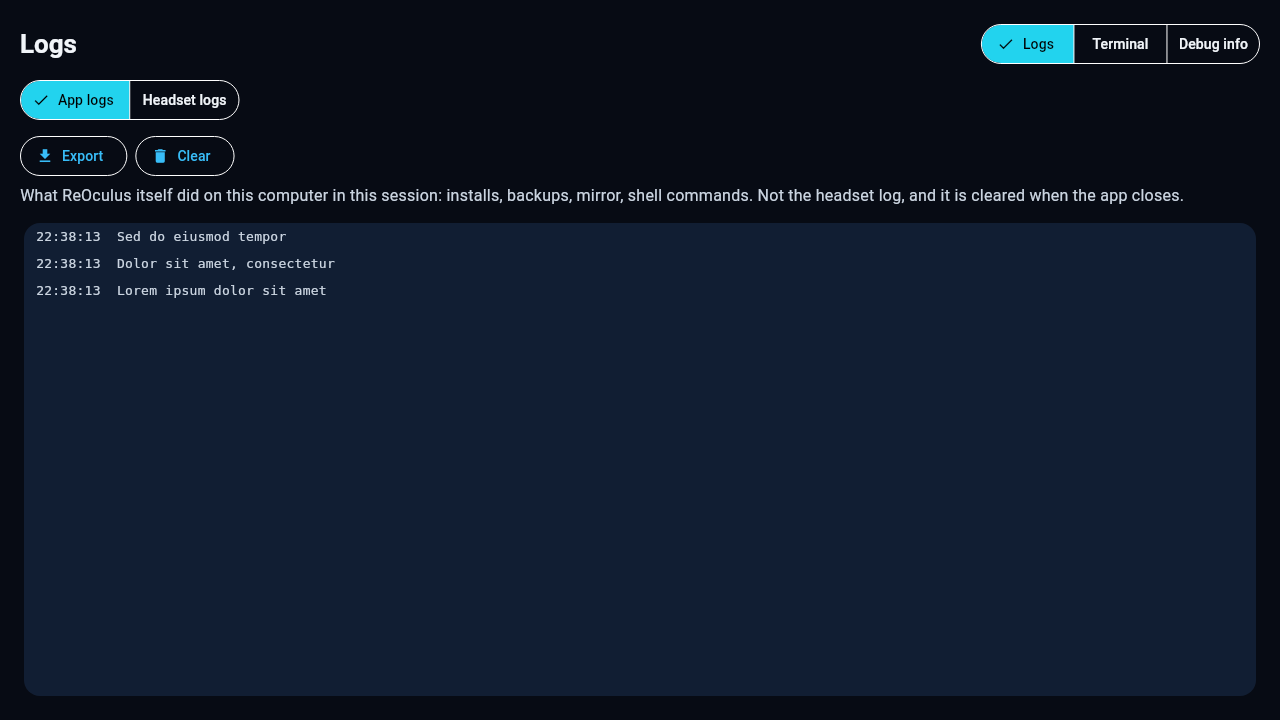 Logs
Logs
Terminal
Debug info
App logs
Headset logs
Export
Clear
What ReOculus itself did on this computer in this session: installs, backups, mirror, shell commands. Not the headset log, and it is cleared when the app closes.
22:38:13  Sed do eiusmod tempor
22:38:13  Dolor sit amet, consectetur
22:38:13  Lorem ipsum dolor sit amet